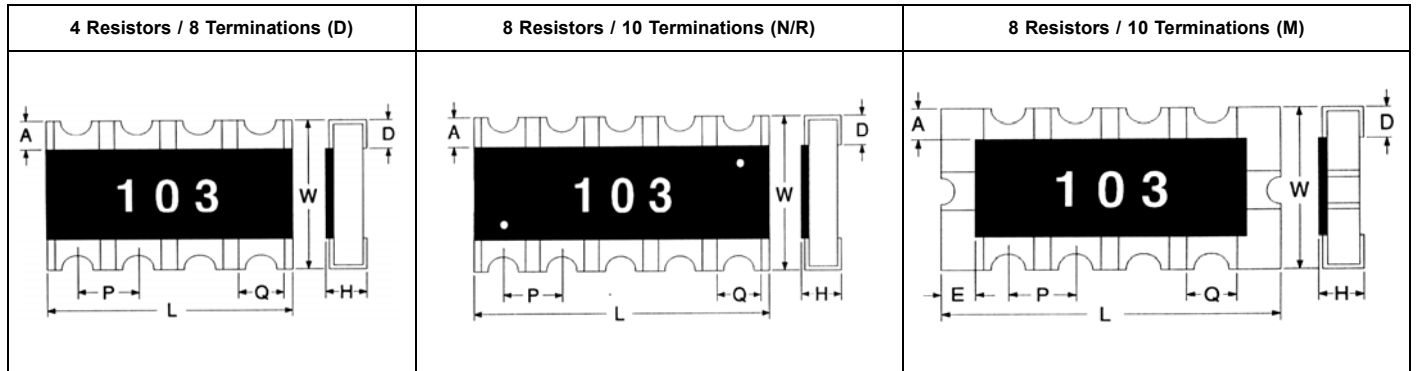 4 Resistors / 8 Terminations (D)
8 Resistors / 10 Terminations (N/R)
8 Resistors / 10 Terminations (M)
A
D
103
W
P
Q
H
L
A
D
103
W
P
Q
H
L
A
D
103
W
E
P
Q
H
L